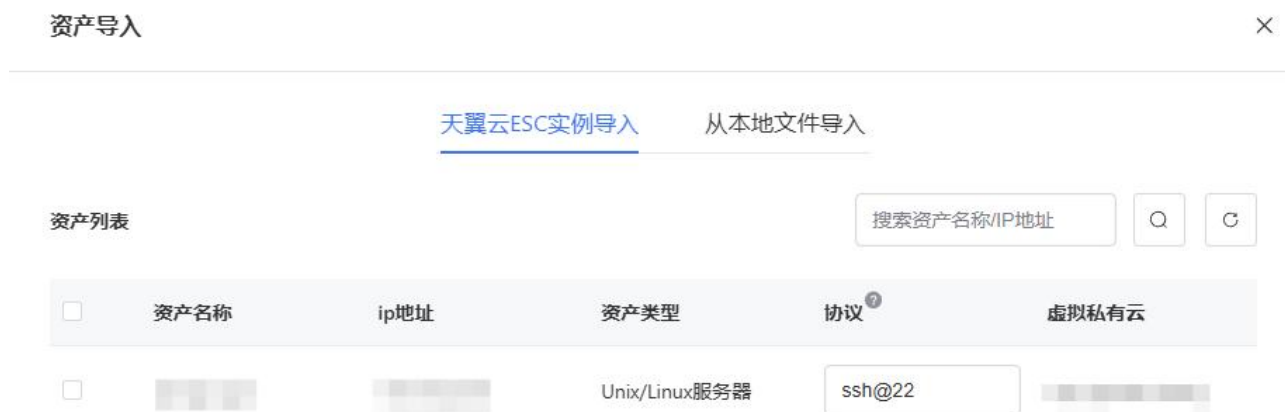 资产导入
天翼云ESC实例导入 从本地文件导入
资产列表 搜索资产名称/IP地址
资产名称 ip地址 资产类型 协议 虚拟私有云
Unix/Linux服务器 ssh@22